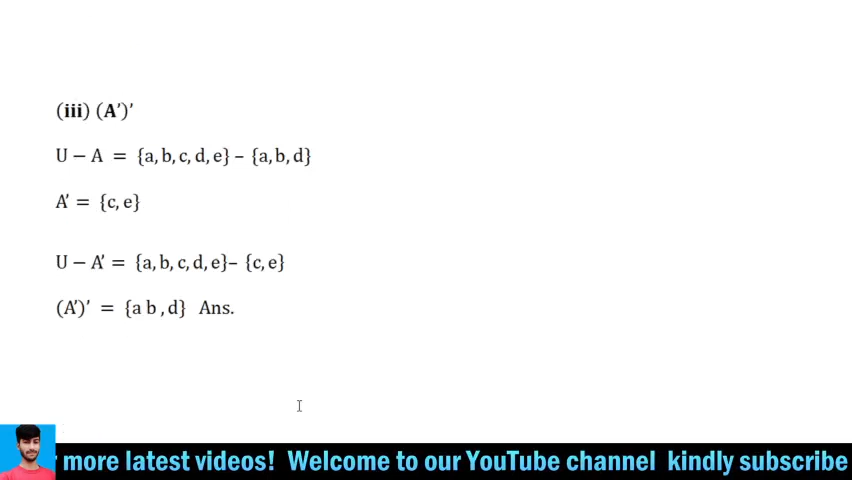 (iii) (A’)’
U − A = {a, b, c, d, e} – {a, b, d}
A’ = {c, e}
U − A’ = {a, b, c, d, e}– {c, e}
(A’)’ = {a b , d} Ans.
more latest videos! Welcome to our YouTube channel kindly subscribe